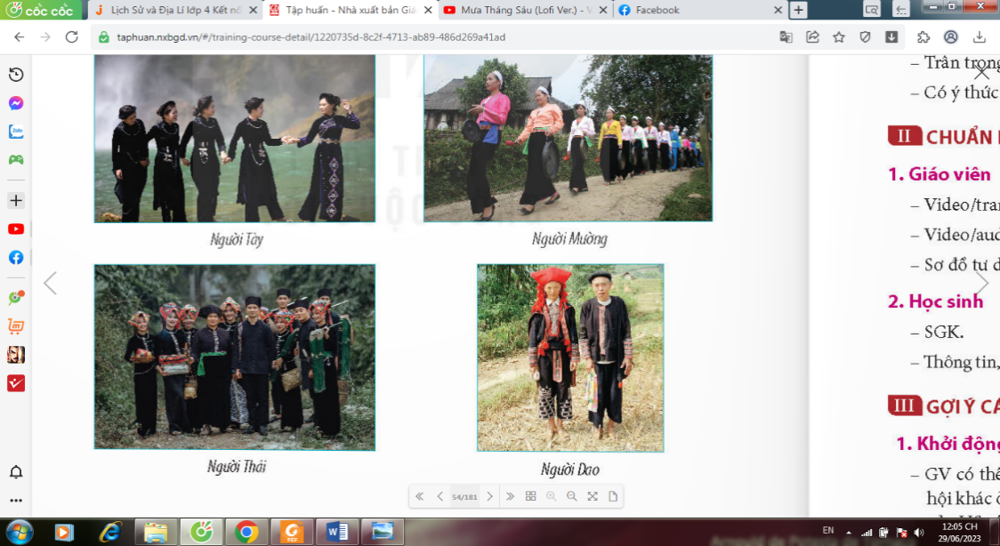 cốc cốc
Lịch Sử và Địa Lí lớp 4 Kết nố
Tập huấn - Nhà xuất bản Giá
Mưa Tháng Sáu (Lofi Ver.) - V
Facebook
taphuan.nxbgd.vn/#/training-course-detail/1220735d-8c2f-4713-ab89-486d269a41ad
Zalo
Người Tày
Người Mường
Người Thái
Người Dao
– Trân trọng
– Có ý thức
II CHUẨN
1. Giáo viên
– Video/tra
– Video/aud
– Sơ đồ tư d
2. Học sinh
– SGK.
– Thông tin,
III GỢI Ý CÁ
1. Khởi động
– GV có thể
hội khác
54/181
PDF
EN
12:05 CH
29/06/2023